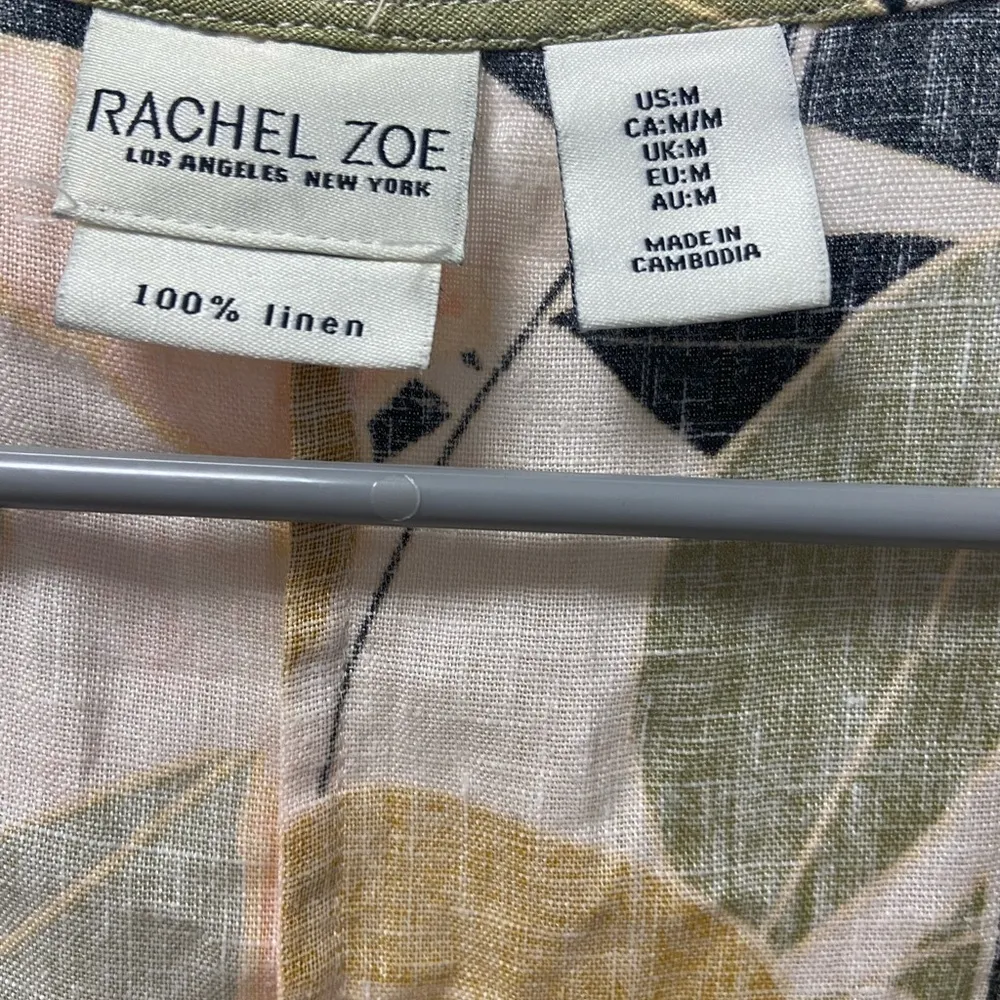 RACHEL ZOE
LOS ANGELES NEW YORK
100% linen
US:M
CA:M/M
UK:M
EU:M
AU:M
MADE IN
CAMBODIA